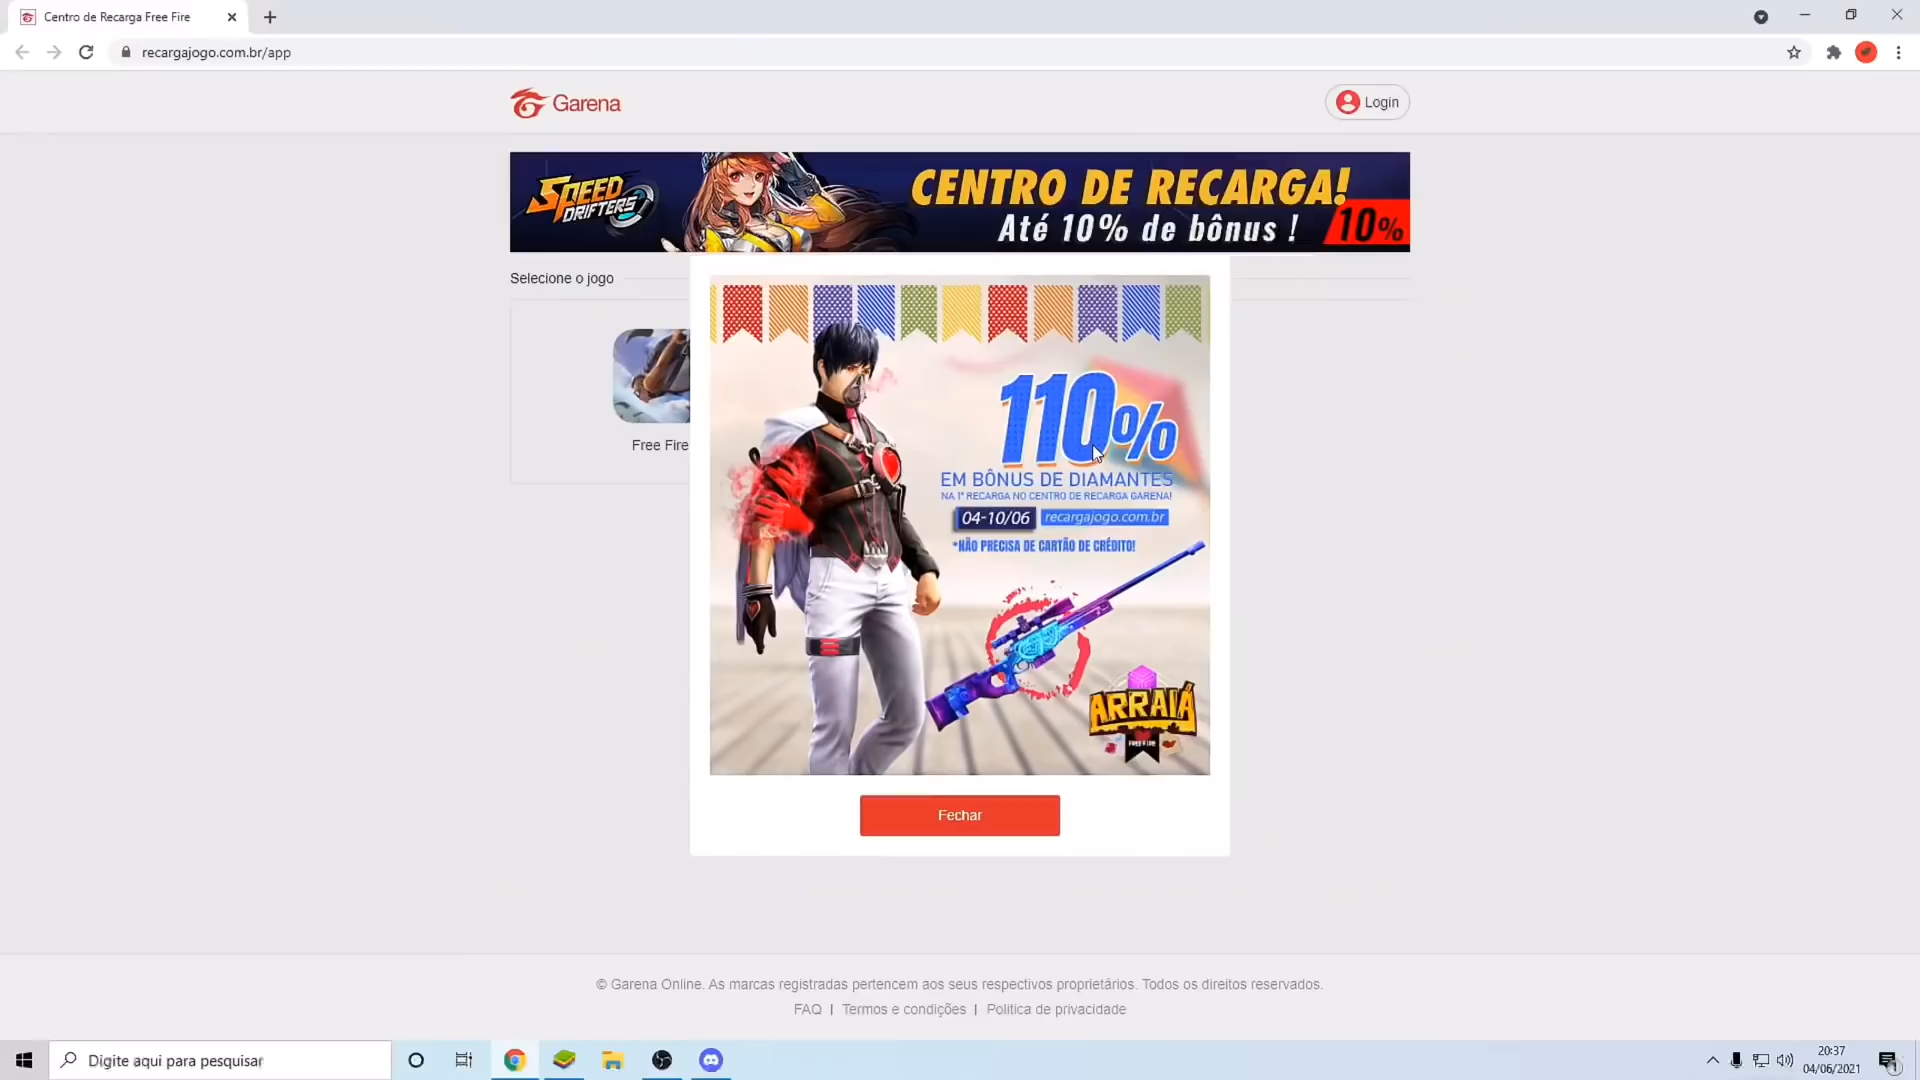 Centro de Recarga Free Fire
recargajogo.com.br/app
Garena
Login
SPEED
DRIFTERS
CENTRO DE RECARGA!
Até 10% de bônus !
10%
Selecione o jogo
Free Fire
110%
EM BÔNUS DE DIAMANTES
NA 1ª RECARGA NO CENTRO DE RECARGA GARENA!
04-10/06 recargajogo.com.br
*NÃO PRECISA DE CARTÃO DE CRÉDITO!
ARRAIÁ
FREE FIRE
Fechar
© Garena Online. As marcas registradas pertencem aos seus respectivos proprietários. Todos os direitos reservados.
FAQ | Termos e condições | Politica de privacidade
Digite aqui para pesquisar
20:37
04/06/2021
1